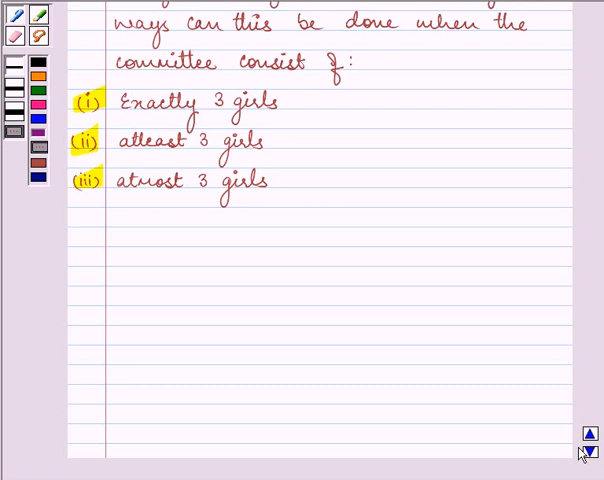 ways can this be done when the
committee consist of:
(i) Exactly 3 girls
(ii) atleast 3 girls
(iii) atmost 3 girls